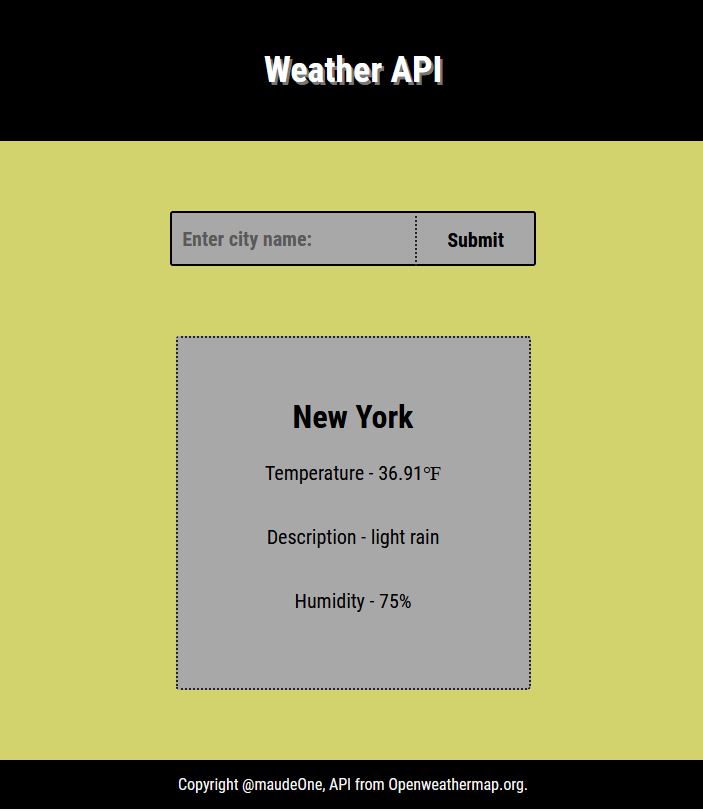 Weather API
Enter city name:
Submit
New York
Temperature - 36.91℉
Description - light rain
Humidity - 75%
Copyright @maudeOne, API from Openweathermap.org.